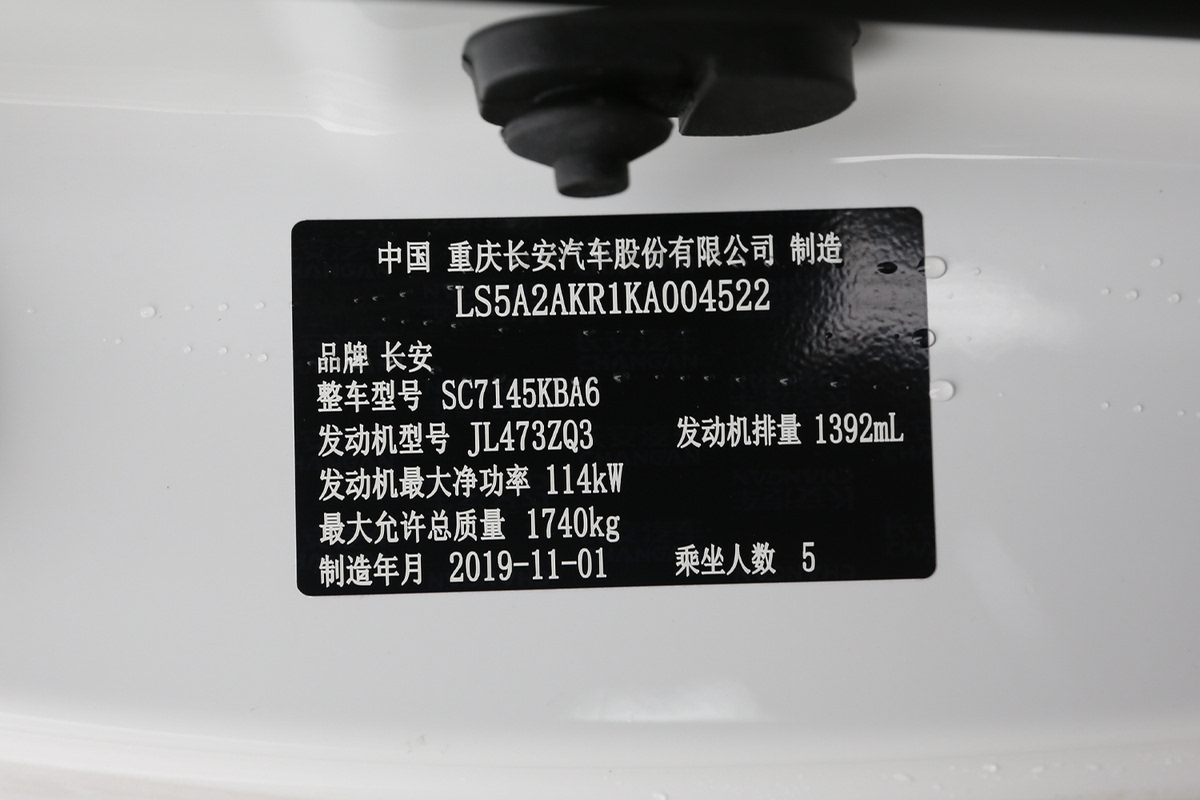 中国 重庆长安汽车股份有限公司 制造
LS5A2AKR1KA004522
品牌 长安
整车型号 SC7145KBA6
发动机型号 JL473ZQ3 发动机排量 1392mL
发动机最大净功率 114kW
最大允许总质量 1740kg
制造年月 2019-11-01 乘坐人数 5